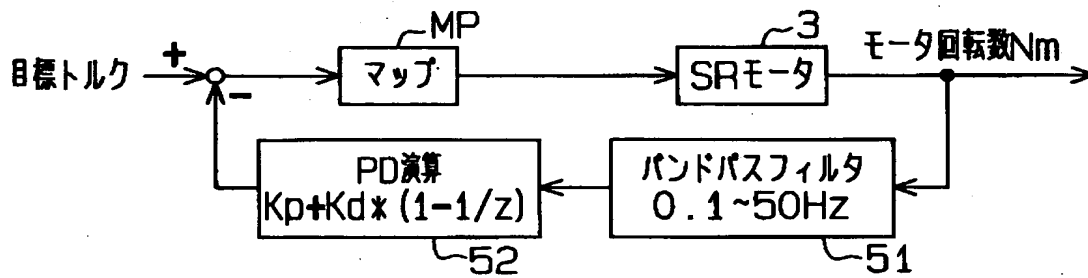 MP
3
目標トルク
+
−
マップ
SRモータ
モータ回転数Nm
PD演算
Kp+Kd*(1-1/z)
52
バンドパスフィルタ
0.1~50Hz
51